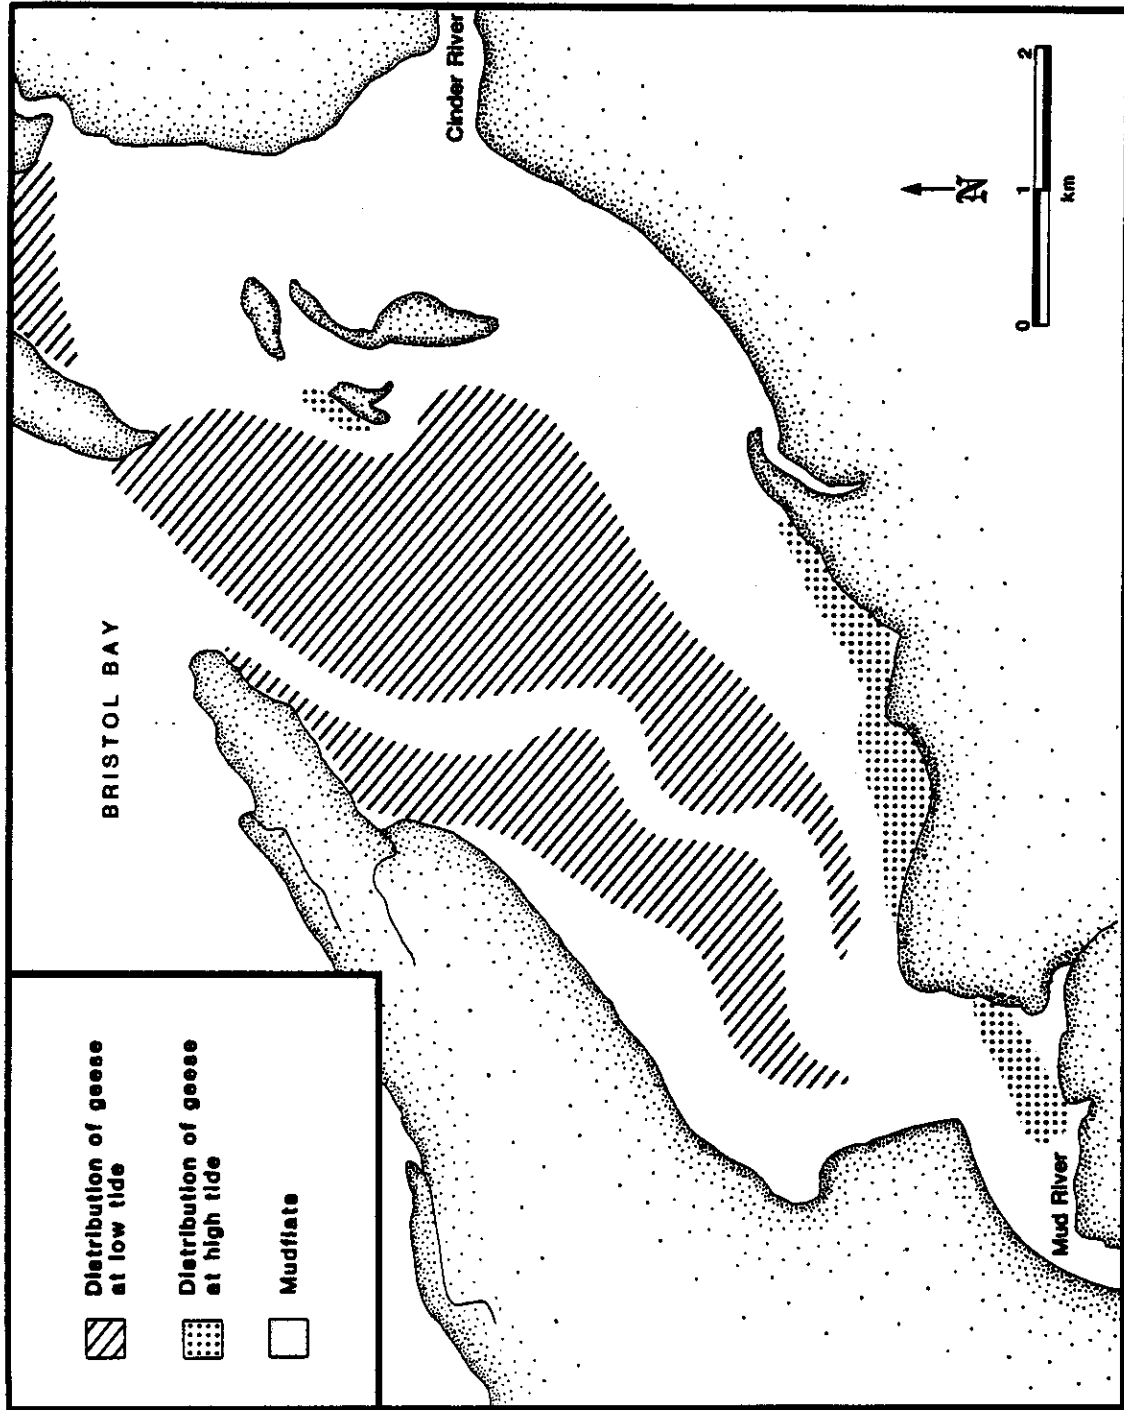 BRISTOL BAY
Cinder River
Mud River
N
0 1 2
km
Distribution of geese
at low tide
Distribution of geese
at high tide
Mudflats